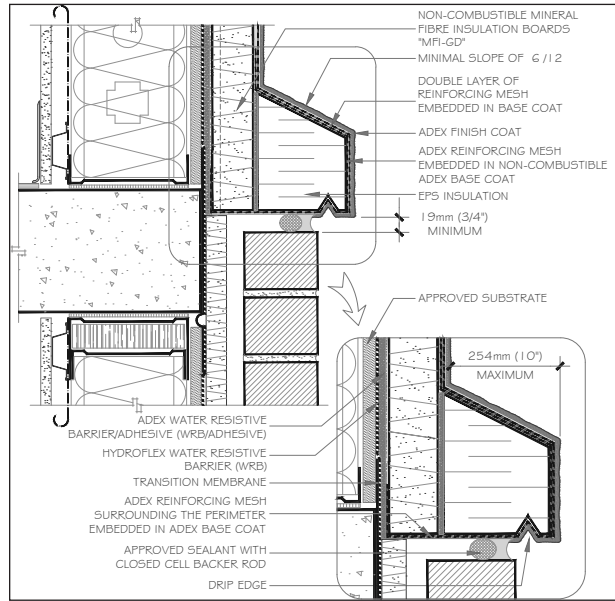 NON-COMBUSTIBLE MINERAL
FIBRE INSULATION BOARDS
"MFI-GD"
MINIMAL SLOPE OF 6/12
DOUBLE LAYER OF
REINFORCING MESH
EMBEDDED IN BASE COAT
ADEX FINISH COAT
ADEX REINFORCING MESH
EMBEDDED IN NON-COMBUSTIBLE
ADEX BASE COAT
EPS INSULATION
19mm (3/4")
MINIMUM
APPROVED SUBSTRATE
254mm (10")
MAXIMUM
ADEX WATER RESISTIVE
BARRIER/ADHESIVE (WRB/ADHESIVE)
HYDROFLEX WATER RESISTIVE
BARRIER (WRB)
TRANSITION MEMBRANE
ADEX REINFORCING MESH
SURROUNDING THE PERIMETER
EMBEDDED IN ADEX BASE COAT
APPROVED SEALANT WITH
CLOSED CELL BACKER ROD
DRIP EDGE